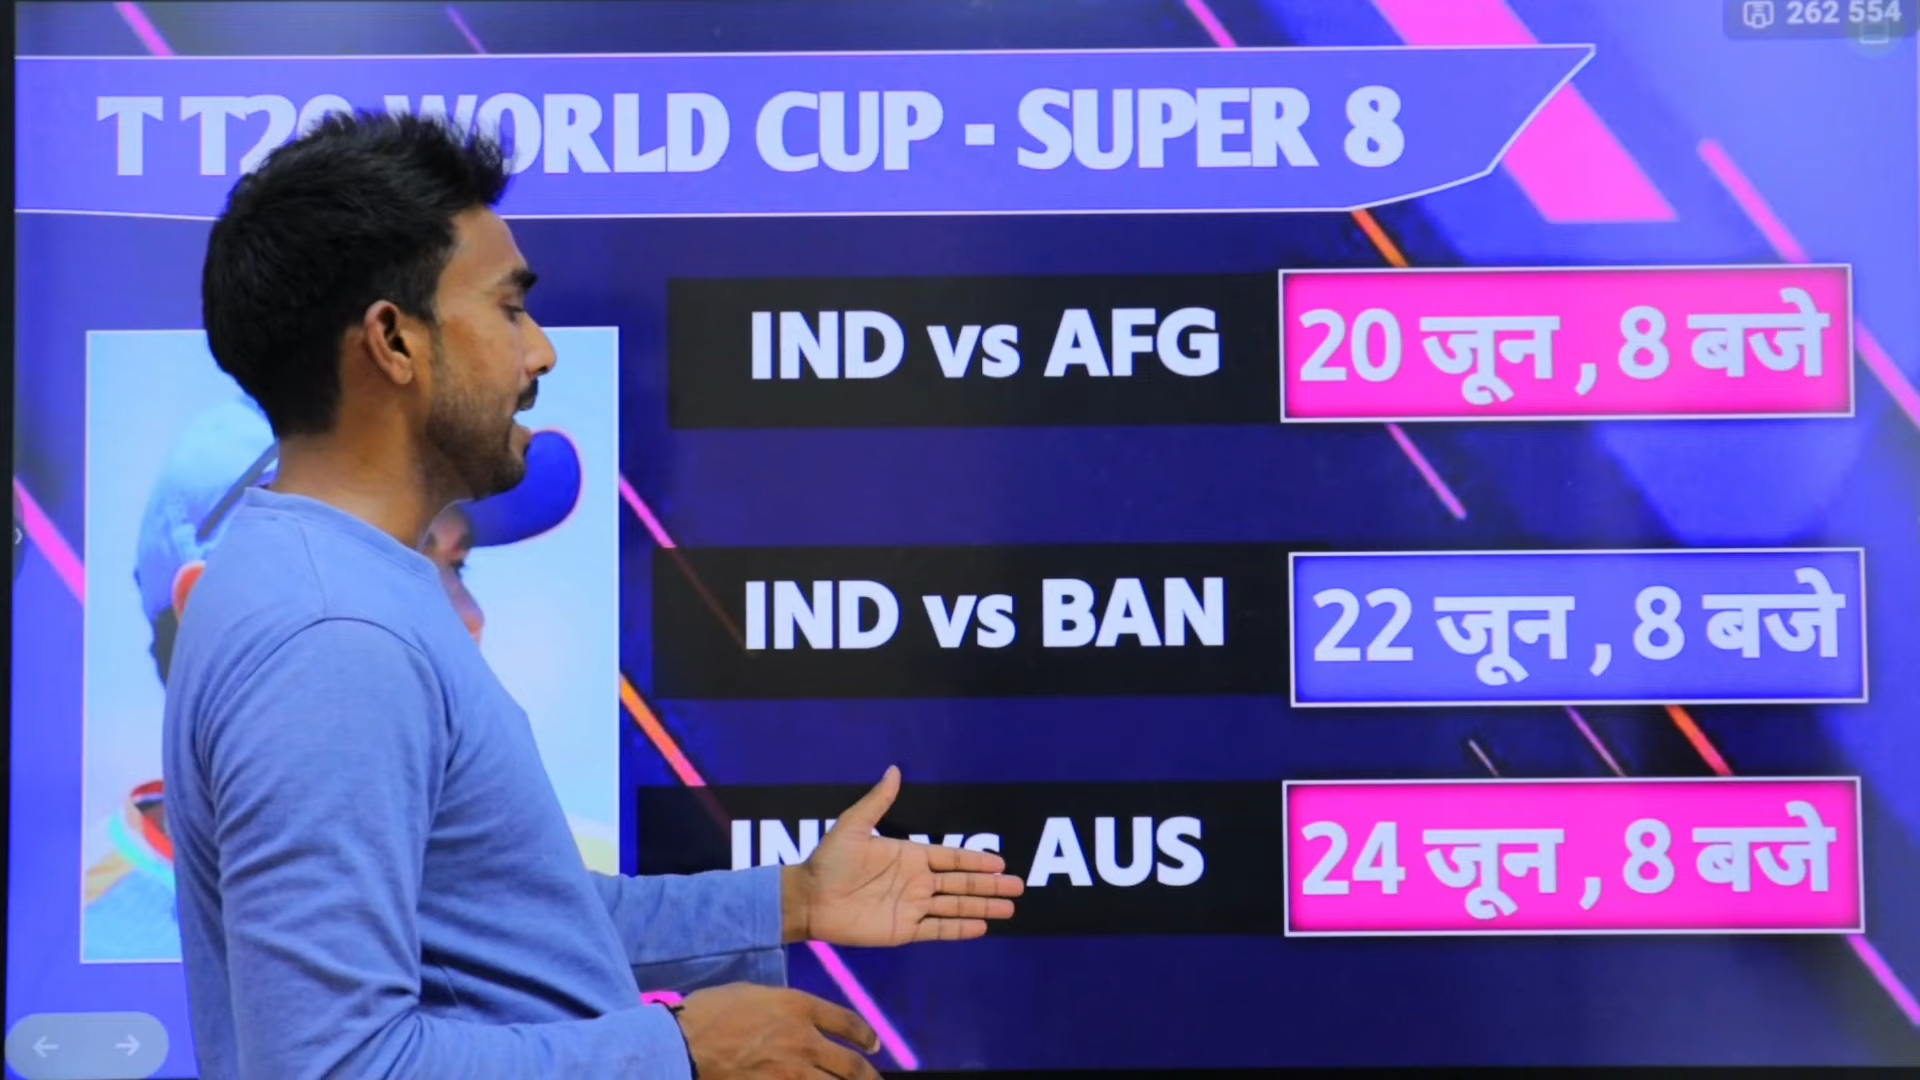 262 554
T WORLD CUP - SUPER 8
IND vs AFG
20 जून , 8 बजे
IND vs BAN
22 जून , 8 बजे
AUS
24 जून , 8 बजे